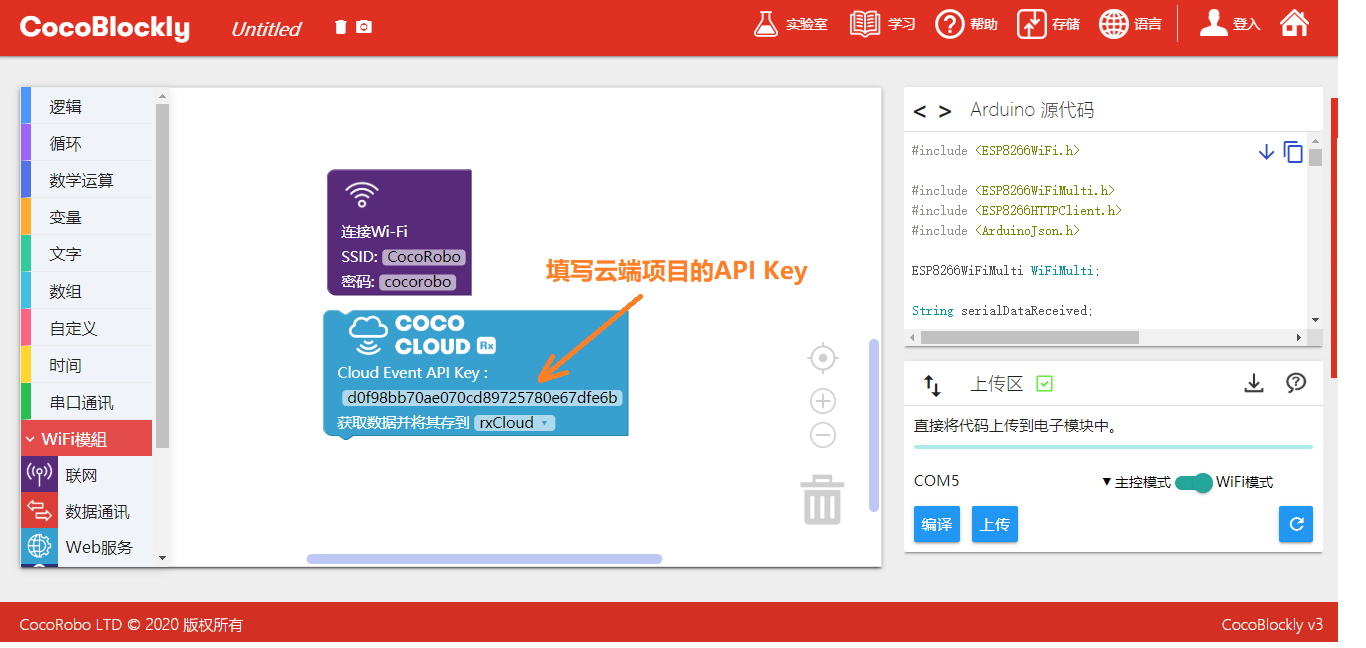 CocoBlockly Untitled 实验室 学习 帮助 存储 语言 登入
逻辑
循环
数学运算
变量
文字
数组
自定义
时间
串口通讯
WiFi模組
联网
数据通讯
Web服务
连接Wi-Fi
SSID: CocoRobo
密码: cocorobo
填写云端项目的API Key
COCO
CLOUD Rx
Cloud Event API Key :
d0f98bb70ae070cd89725780e67dfe6b
获取数据并将其存到 rxCloud
< > Arduino 源代码
#include <ESP8266WiFi.h>
#include <ESP8266WiFiMulti.h>
#include <ESP8266HTTPClient.h>
#include <ArduinoJson.h>
ESP8266WiFiMulti WiFiMulti;
String serialDataReceived;
上传区
直接将代码上传到电子模块中。
COM5 主控模式 WiFi模式
编译 上传
CocoRobo LTD © 2020 版权所有 CocoBlockly v3